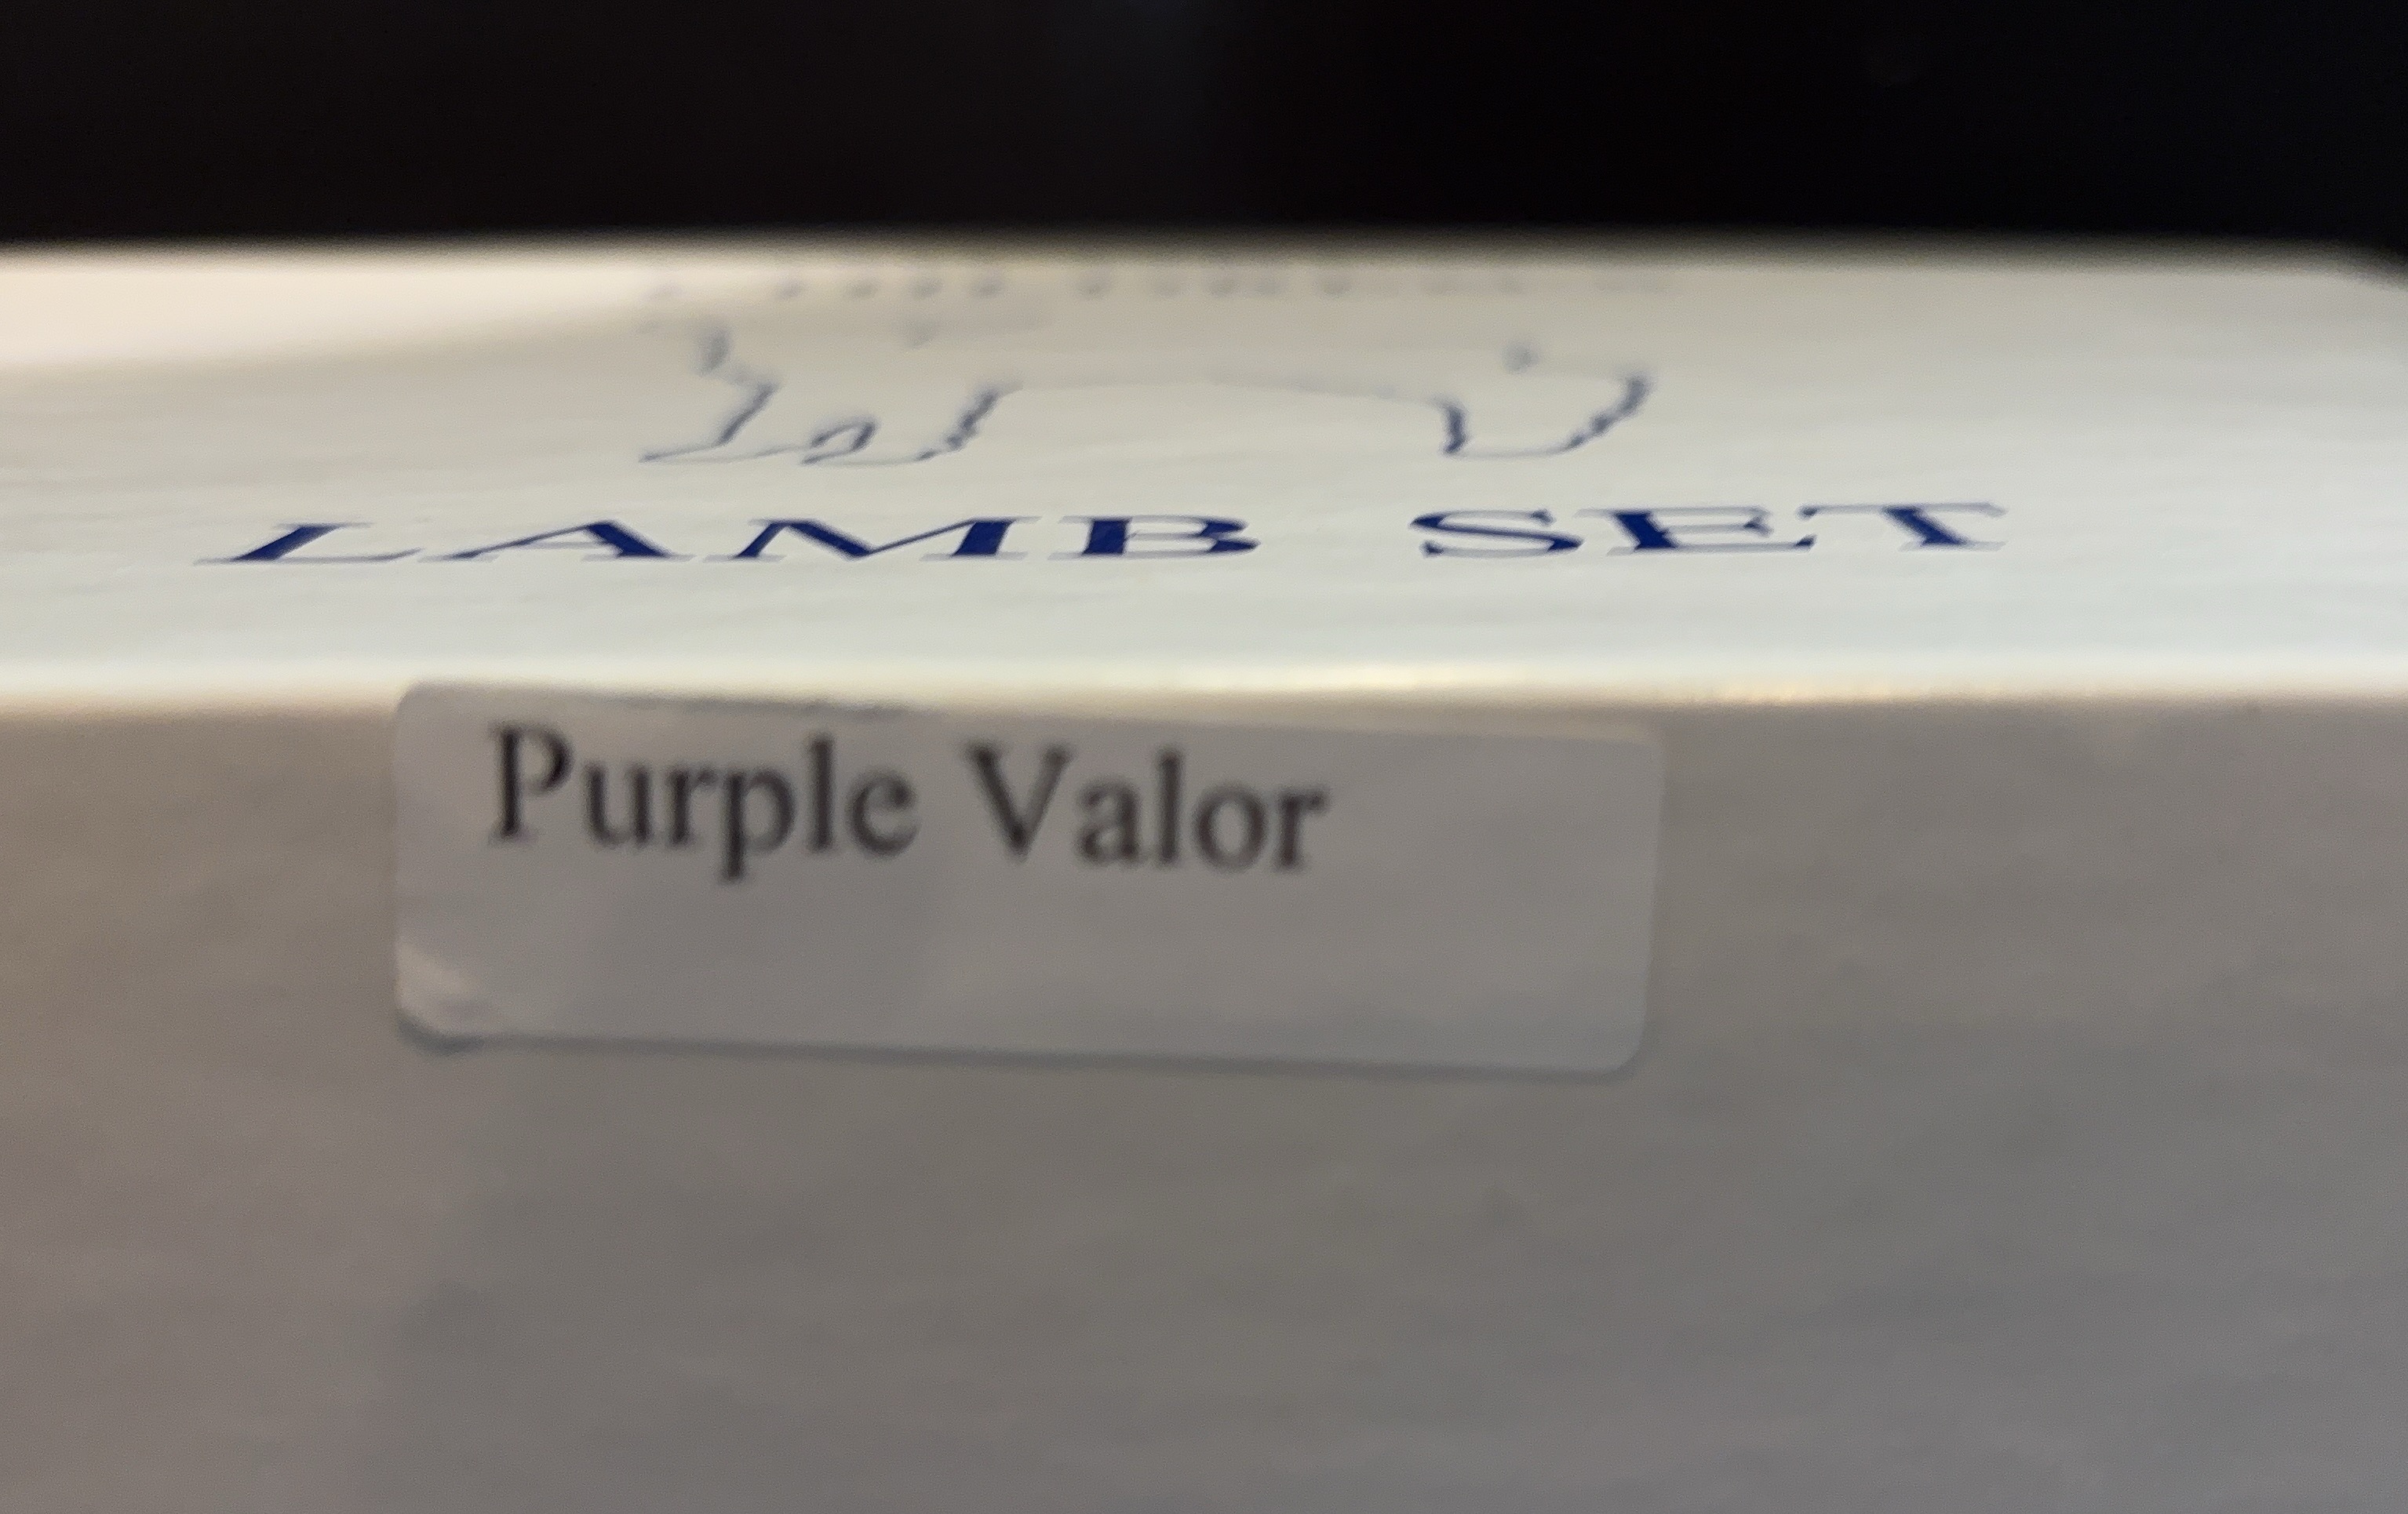 LAMB SET
Purple Valor